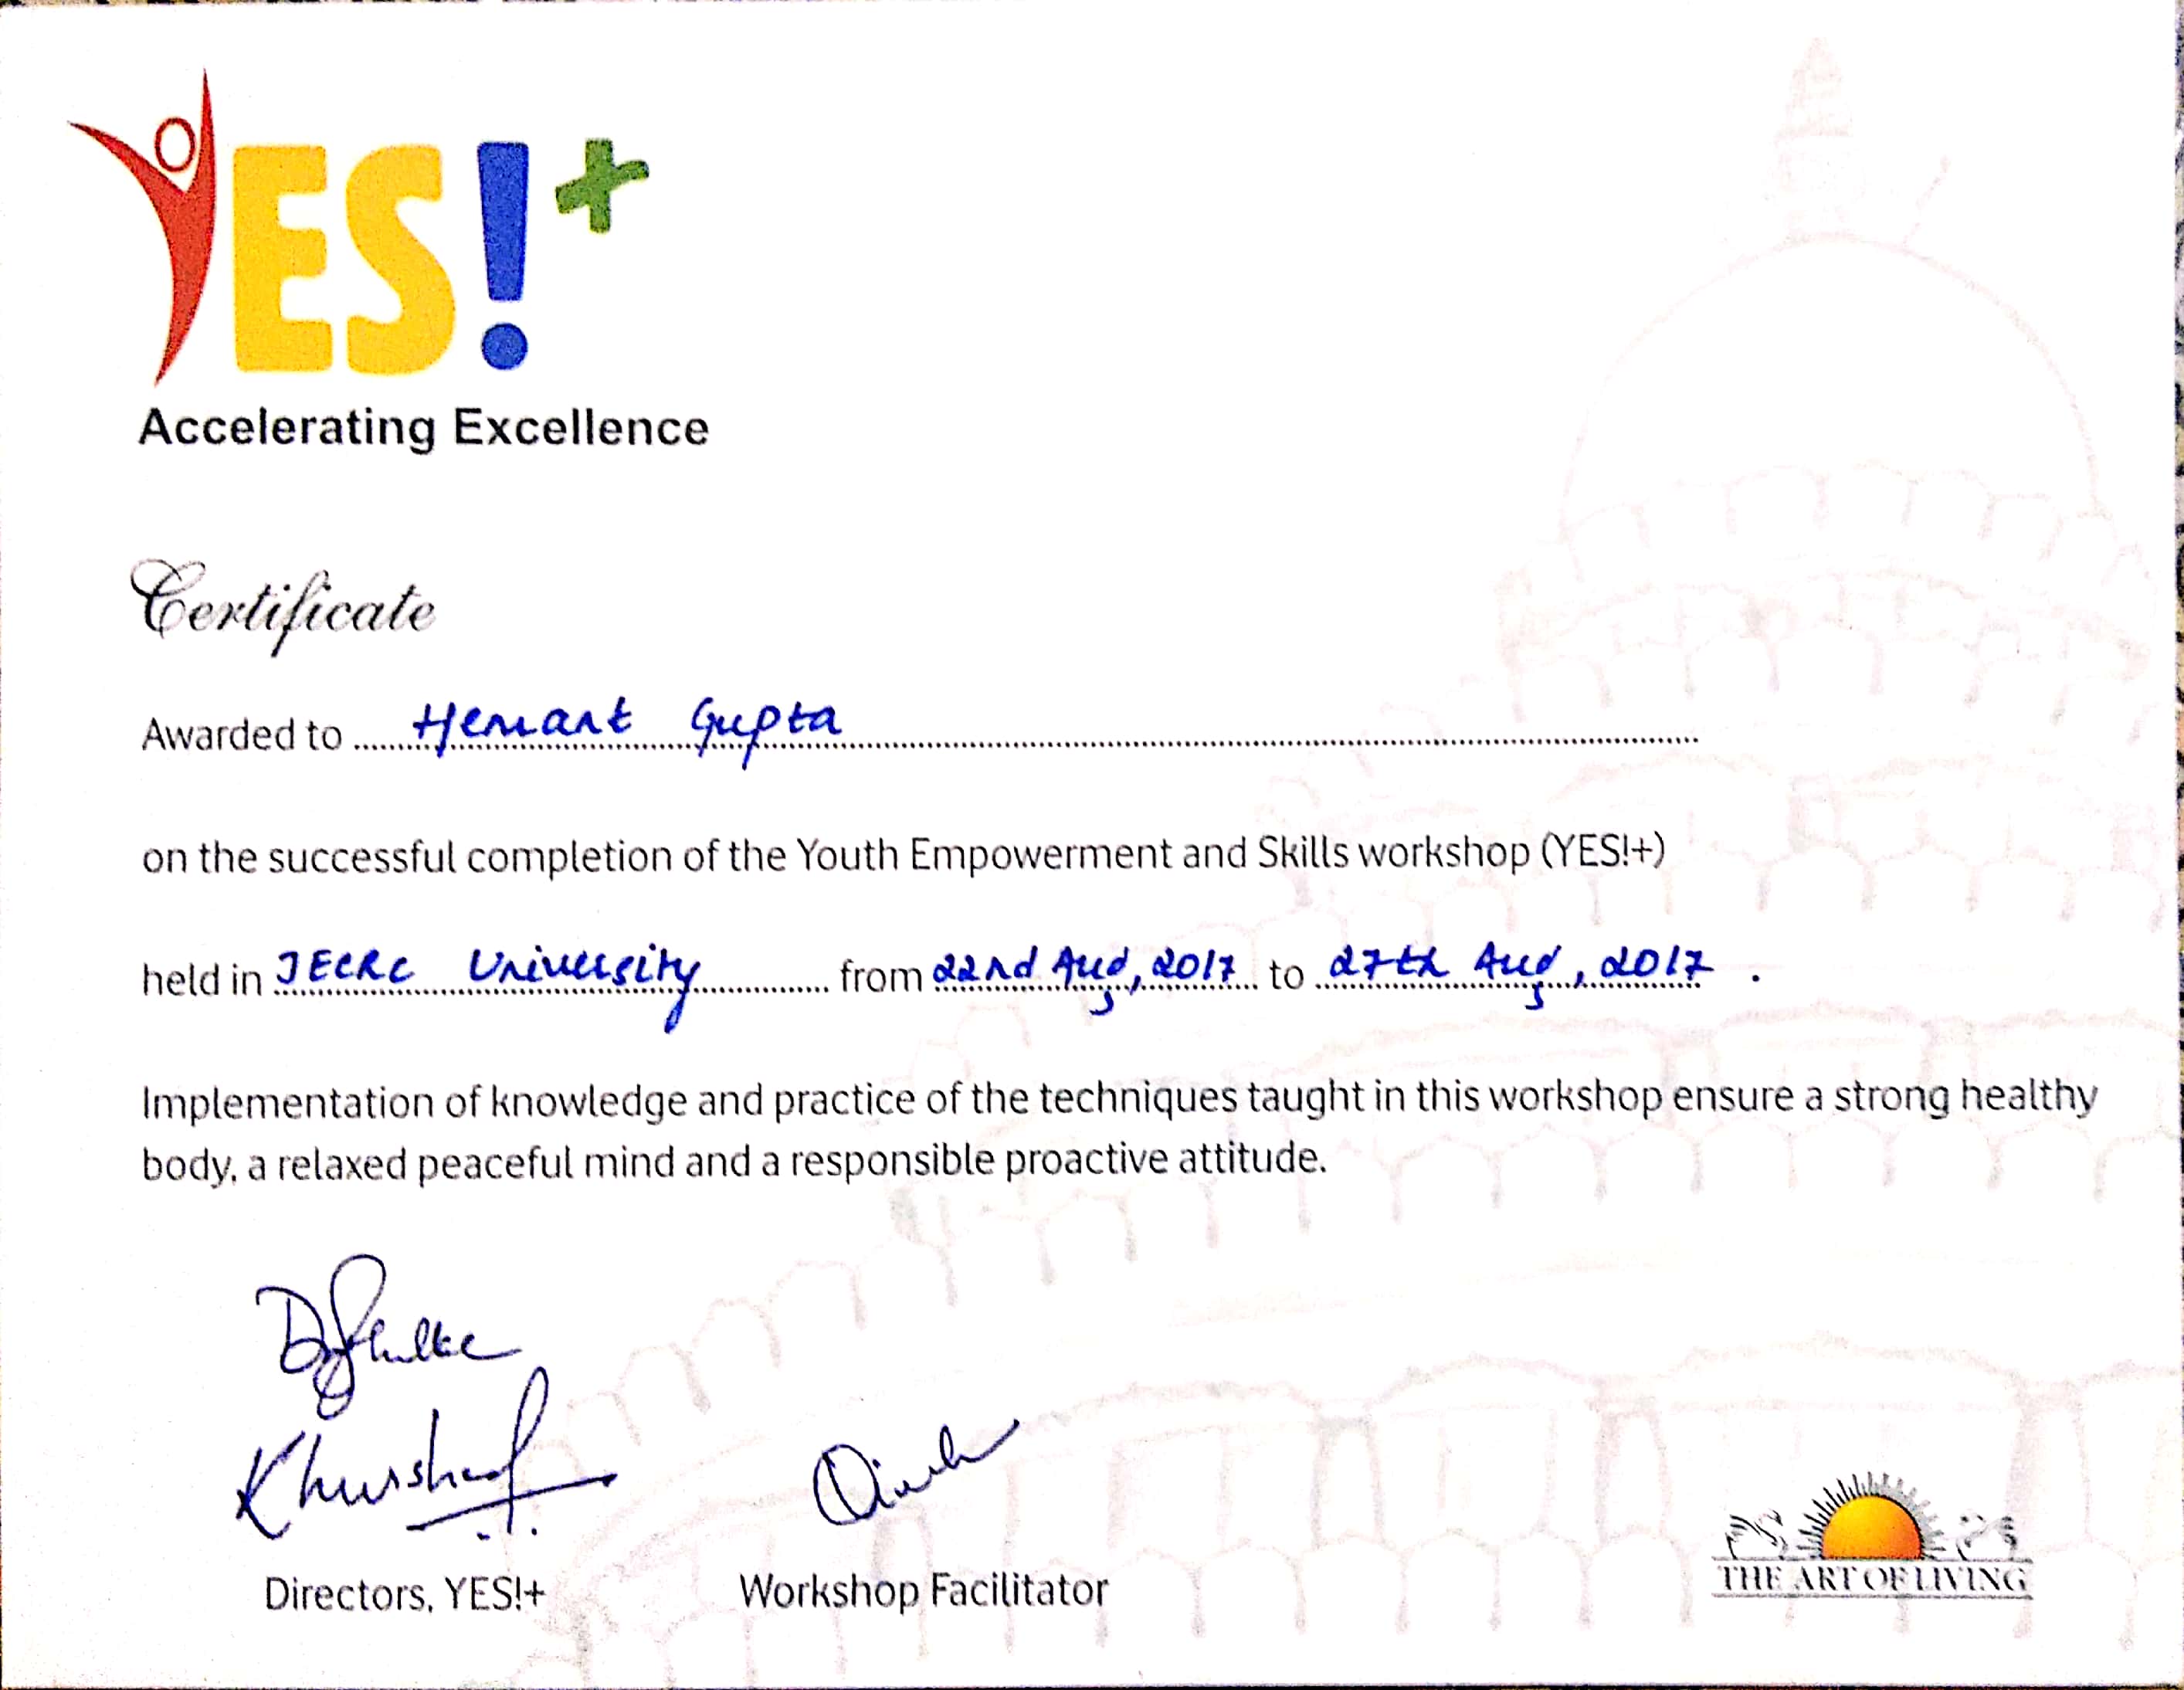 YES!+
Accelerating Excellence
Certificate
Awarded to Hemant Gupta
on the successful completion of the Youth Empowerment and Skills workshop (YES!+)
held in JECRC University from 22nd Aug, 2017 to 27th Aug, 2017 .
Implementation of knowledge and practice of the techniques taught in this workshop ensure a strong healthy
body, a relaxed peaceful mind and a responsible proactive attitude.
Khurshed
Directors, YES!+ Workshop Facilitator
THE ART OF LIVING